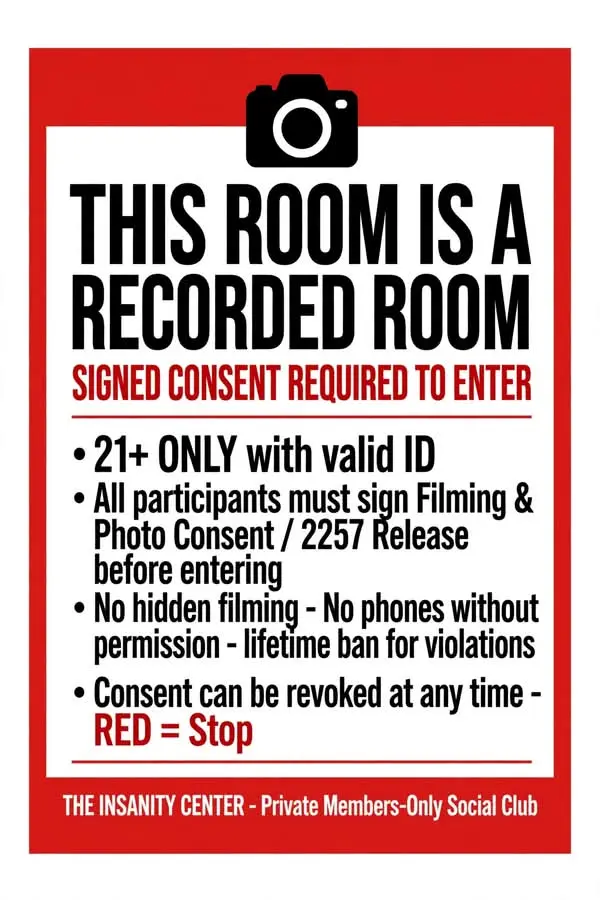 THIS ROOM IS A
RECORDED ROOM
SIGNED CONSENT REQUIRED TO ENTER
• 21+ ONLY with valid ID
• All participants must sign Filming &
Photo Consent / 2257 Release
before entering
• No hidden filming - No phones without
permission - lifetime ban for violations
• Consent can be revoked at any time -
RED = Stop
THE INSANITY CENTER - Private Members-Only Social Club